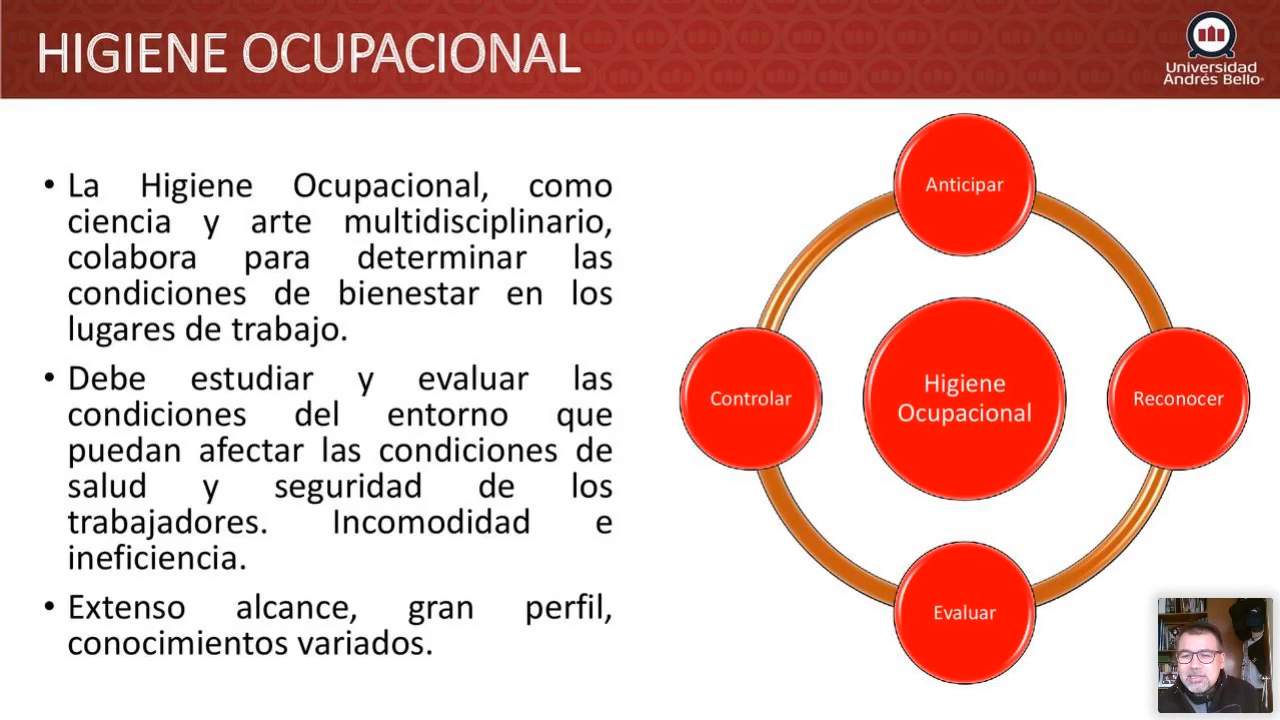 HIGIENE OCUPACIONAL
Universidad
Andrés Bello
• La Higiene Ocupacional, como
ciencia y arte multidisciplinario,
colabora para determinar las
condiciones de bienestar en los
lugares de trabajo.
• Debe estudiar y evaluar las
condiciones del entorno que
puedan afectar las condiciones de
salud y seguridad de los
trabajadores. Incomodidad e
ineficiencia.
• Extenso alcance, gran perfil,
conocimientos variados.
Anticipar
Controlar
Higiene
Ocupacional
Reconocer
Evaluar